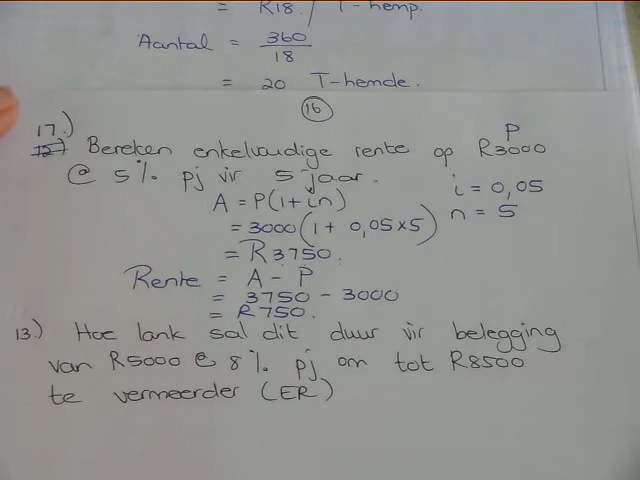 = R18. / T-hemp.
Aantal = 360
18
= 20 T-hemde.
16
17.)
12.) Bereken enkelvoudige rente op R3000 P
@ 5% pj vir 5 jaar. i = 0,05
A = P(1+in) n = 5
= 3000(1 + 0,05×5)
= R3750.
Rente = A - P
= 3750 - 3000
= R750.
13.) Hoe lank sal dit duur vir belegging
van R5000 @ 8% pj om tot R8500
te vermeerder (ER)